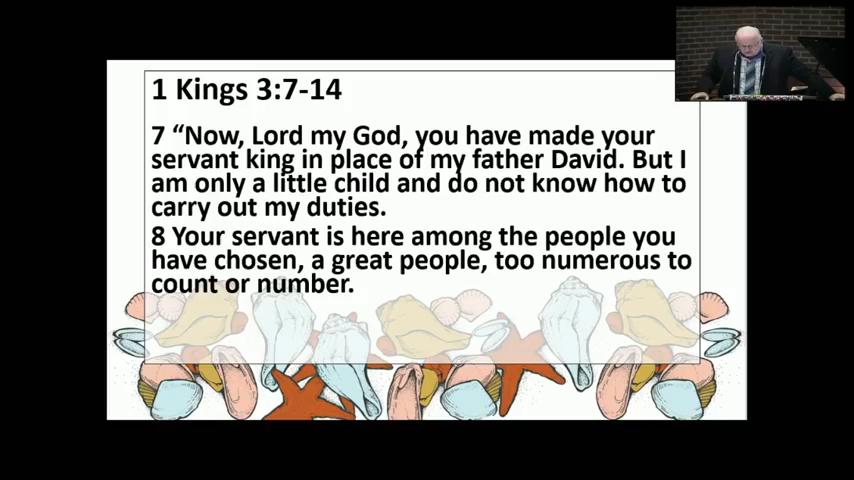 1 Kings 3:7-14
7 “Now, Lord my God, you have made your
servant king in place of my father David. But I
am only a little child and do not know how to
carry out my duties.
8 Your servant is here among the people you
have chosen, a great people, too numerous to
count or number.